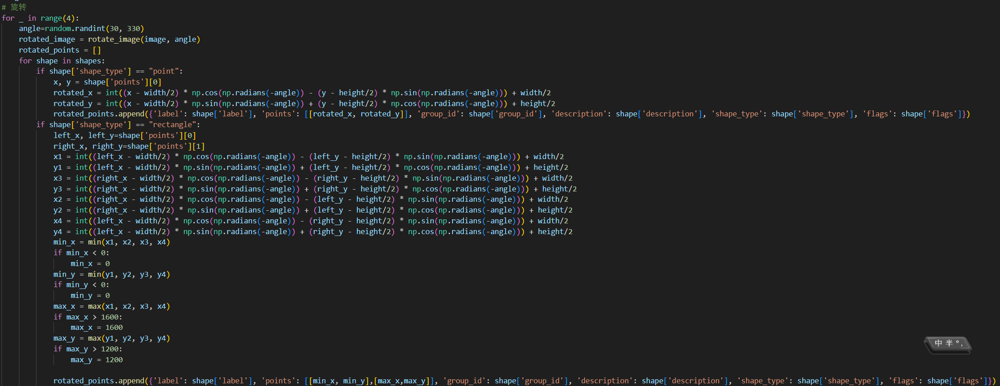 # 旋转
for _ in range(4):
    angle=random.randint(30, 330)
    rotated_image = rotate_image(image, angle)
    rotated_points = []
    for shape in shapes:
        if shape['shape_type'] == "point":
            x, y = shape['points'][0]
            rotated_x = int((x - width/2) * np.cos(np.radians(-angle)) - (y - height/2) * np.sin(np.radians(-angle))) + width/2
            rotated_y = int((x - width/2) * np.sin(np.radians(-angle)) + (y - height/2) * np.cos(np.radians(-angle))) + height/2
            rotated_points.append({'label': shape['label'], 'points': [[rotated_x, rotated_y]], 'group_id': shape['group_id'], 'description': shape['description'], 'shape_type': shape['shape_type'], 'flags': shape['flags']})
        if shape['shape_type'] == "rectangle":
            left_x, left_y=shape['points'][0]
            right_x, right_y=shape['points'][1]
            x1 = int((left_x - width/2) * np.cos(np.radians(-angle)) - (left_y - height/2) * np.sin(np.radians(-angle))) + width/2
            y1 = int((left_x - width/2) * np.sin(np.radians(-angle)) + (left_y - height/2) * np.cos(np.radians(-angle))) + height/2
            x3 = int((right_x - width/2) * np.cos(np.radians(-angle)) - (right_y - height/2) * np.sin(np.radians(-angle))) + width/2
            y3 = int((right_x - width/2) * np.sin(np.radians(-angle)) + (right_y - height/2) * np.cos(np.radians(-angle))) + height/2
            x2 = int((right_x - width/2) * np.cos(np.radians(-angle)) - (left_y - height/2) * np.sin(np.radians(-angle))) + width/2
            y2 = int((right_x - width/2) * np.sin(np.radians(-angle)) + (left_y - height/2) * np.cos(np.radians(-angle))) + height/2
            x4 = int((left_x - width/2) * np.cos(np.radians(-angle)) - (right_y - height/2) * np.sin(np.radians(-angle))) + width/2
            y4 = int((left_x - width/2) * np.sin(np.radians(-angle)) + (right_y - height/2) * np.cos(np.radians(-angle))) + height/2
            min_x = min(x1, x2, x3, x4)
            if min_x < 0:
                min_x = 0
            min_y = min(y1, y2, y3, y4)
            if min_y < 0:
                min_y = 0
            max_x = max(x1, x2, x3, x4)
            if max_x > 1600:
                max_x = 1600
            max_y = max(y1, y2, y3, y4)
            if max_y > 1200:
                max_y = 1200
            rotated_points.append({'label': shape['label'], 'points': [[min_x, min_y],[max_x,max_y]], 'group_id': shape['group_id'], 'description': shape['description'], 'shape_type': shape['shape_type'], 'flags': shape['flags']})
中 半 °,